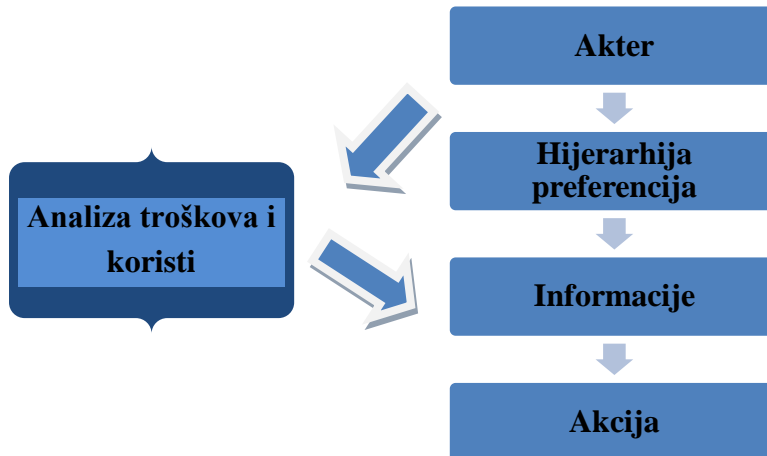 Akter
Hijerarhija
preferencija
Analiza troškova i
koristi
Informacije
Akcija